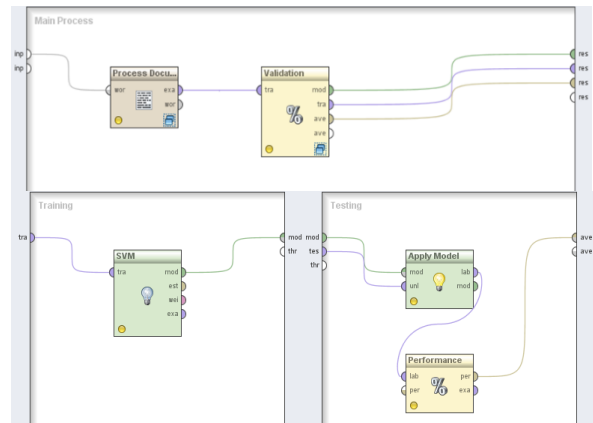 Main Process
inp
inp
res
res
res
res
Process Docu...
wor
exa
wor
Validation
tra
mod
tra
ave
ave
Training
tra
mod
thr
SVM
tra
mod
est
wei
exa
Testing
mod
tes
thr
ave
ave
Apply Model
mod
lab
unl
mod
Performance
lab
per
per
exa